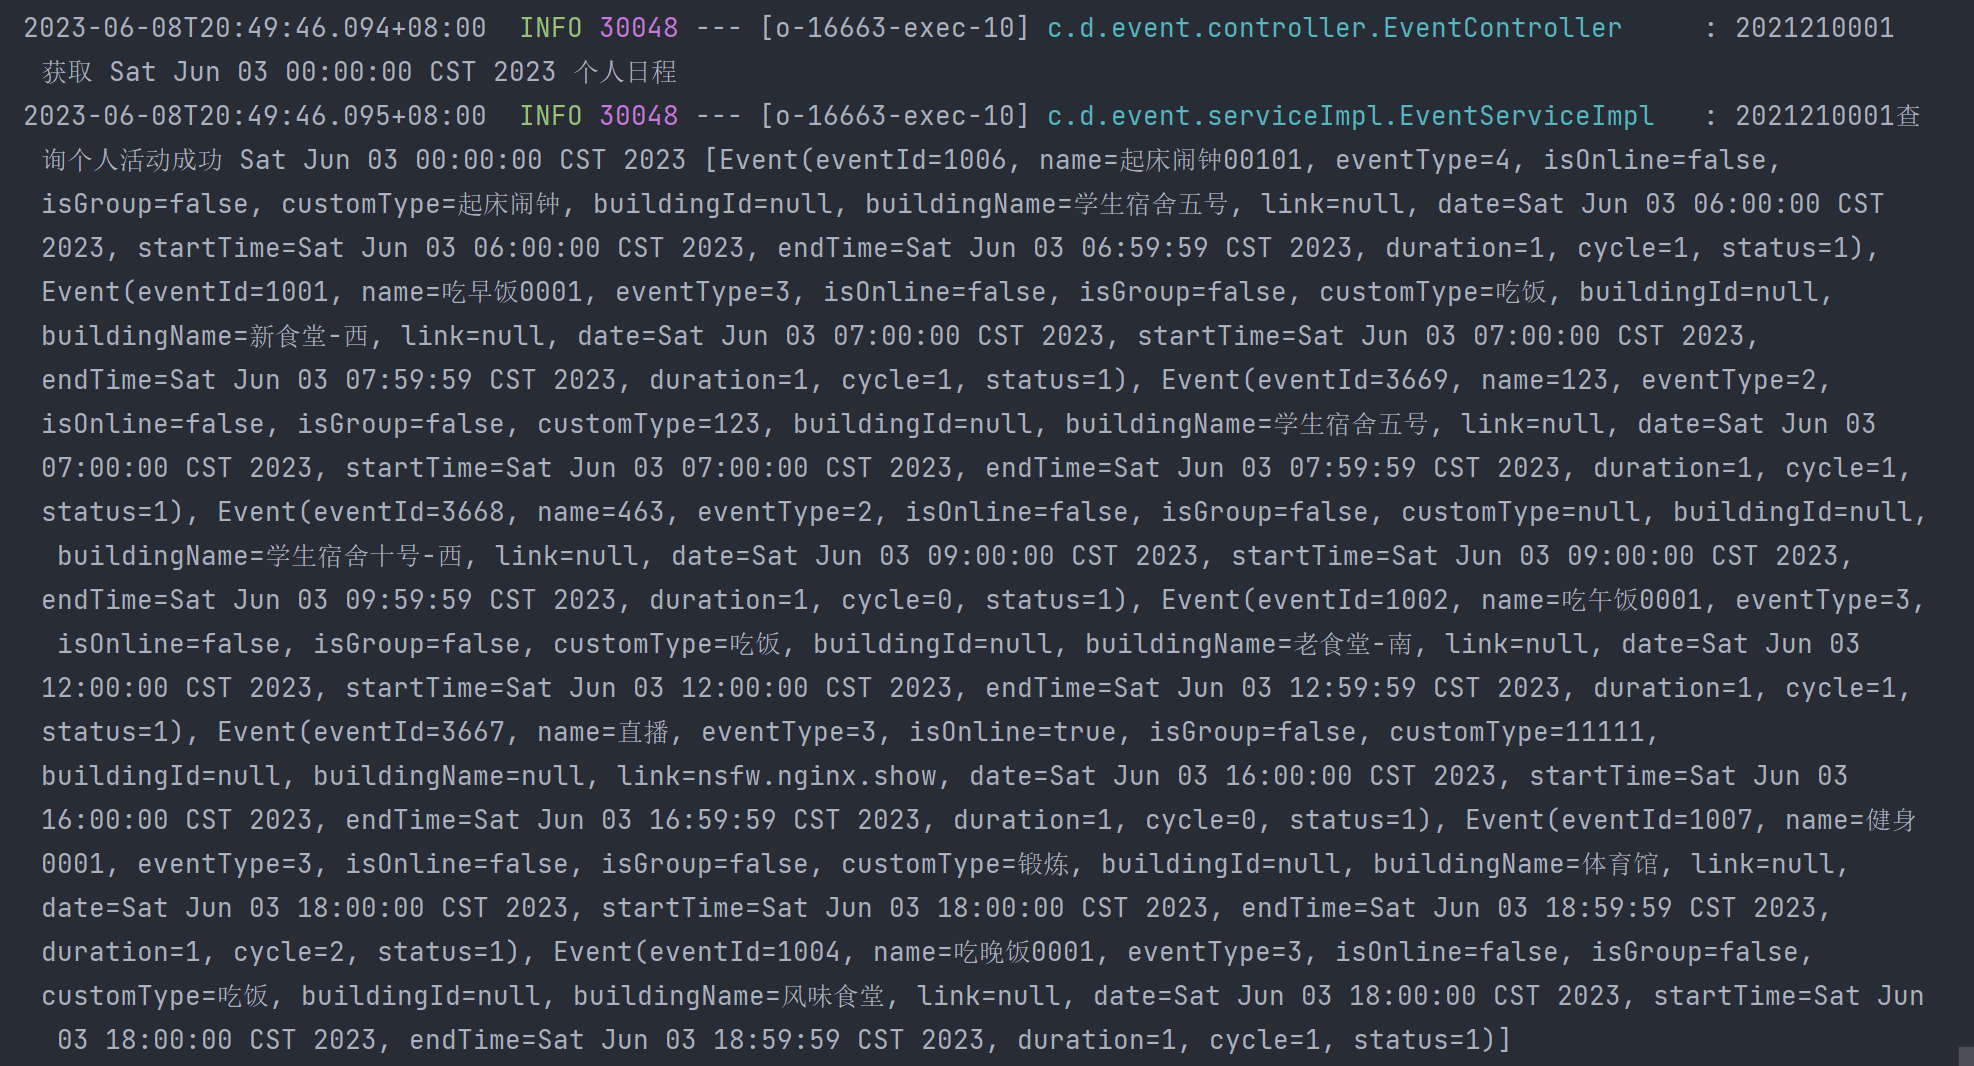 2023-06-08T20:49:46.094+08:00  INFO 30048 --- [o-16663-exec-10] c.d.event.controller.EventController     : 2021210001
获取 Sat Jun 03 00:00:00 CST 2023 个人日程
2023-06-08T20:49:46.095+08:00  INFO 30048 --- [o-16663-exec-10] c.d.event.serviceImpl.EventServiceImpl   : 2021210001查
询个人活动成功 Sat Jun 03 00:00:00 CST 2023 [Event(eventId=1006, name=起床闹钟00101, eventType=4, isOnline=false,
isGroup=false, customType=起床闹钟, buildingId=null, buildingName=学生宿舍五号, link=null, date=Sat Jun 03 06:00:00 CST
2023, startTime=Sat Jun 03 06:00:00 CST 2023, endTime=Sat Jun 03 06:59:59 CST 2023, duration=1, cycle=1, status=1),
Event(eventId=1001, name=吃早饭0001, eventType=3, isOnline=false, isGroup=false, customType=吃饭, buildingId=null,
buildingName=新食堂-西, link=null, date=Sat Jun 03 07:00:00 CST 2023, startTime=Sat Jun 03 07:00:00 CST 2023,
endTime=Sat Jun 03 07:59:59 CST 2023, duration=1, cycle=1, status=1), Event(eventId=3669, name=123, eventType=2,
isOnline=false, isGroup=false, customType=123, buildingId=null, buildingName=学生宿舍五号, link=null, date=Sat Jun 03
07:00:00 CST 2023, startTime=Sat Jun 03 07:00:00 CST 2023, endTime=Sat Jun 03 07:59:59 CST 2023, duration=1, cycle=1,
status=1), Event(eventId=3668, name=463, eventType=2, isOnline=false, isGroup=false, customType=null, buildingId=null,
buildingName=学生宿舍十号-西, link=null, date=Sat Jun 03 09:00:00 CST 2023, startTime=Sat Jun 03 09:00:00 CST 2023,
endTime=Sat Jun 03 09:59:59 CST 2023, duration=1, cycle=0, status=1), Event(eventId=1002, name=吃午饭0001, eventType=3,
isOnline=false, isGroup=false, customType=吃饭, buildingId=null, buildingName=老食堂-南, link=null, date=Sat Jun 03
12:00:00 CST 2023, startTime=Sat Jun 03 12:00:00 CST 2023, endTime=Sat Jun 03 12:59:59 CST 2023, duration=1, cycle=1,
status=1), Event(eventId=3667, name=直播, eventType=3, isOnline=true, isGroup=false, customType=11111,
buildingId=null, buildingName=null, link=nsfw.nginx.show, date=Sat Jun 03 16:00:00 CST 2023, startTime=Sat Jun 03
16:00:00 CST 2023, endTime=Sat Jun 03 16:59:59 CST 2023, duration=1, cycle=0, status=1), Event(eventId=1007, name=健身
0001, eventType=3, isOnline=false, isGroup=false, customType=锻炼, buildingId=null, buildingName=体育馆, link=null,
date=Sat Jun 03 18:00:00 CST 2023, startTime=Sat Jun 03 18:00:00 CST 2023, endTime=Sat Jun 03 18:59:59 CST 2023,
duration=1, cycle=2, status=1), Event(eventId=1004, name=吃晚饭0001, eventType=3, isOnline=false, isGroup=false,
customType=吃饭, buildingId=null, buildingName=风味食堂, link=null, date=Sat Jun 03 18:00:00 CST 2023, startTime=Sat Jun
03 18:00:00 CST 2023, endTime=Sat Jun 03 18:59:59 CST 2023, duration=1, cycle=1, status=1)]